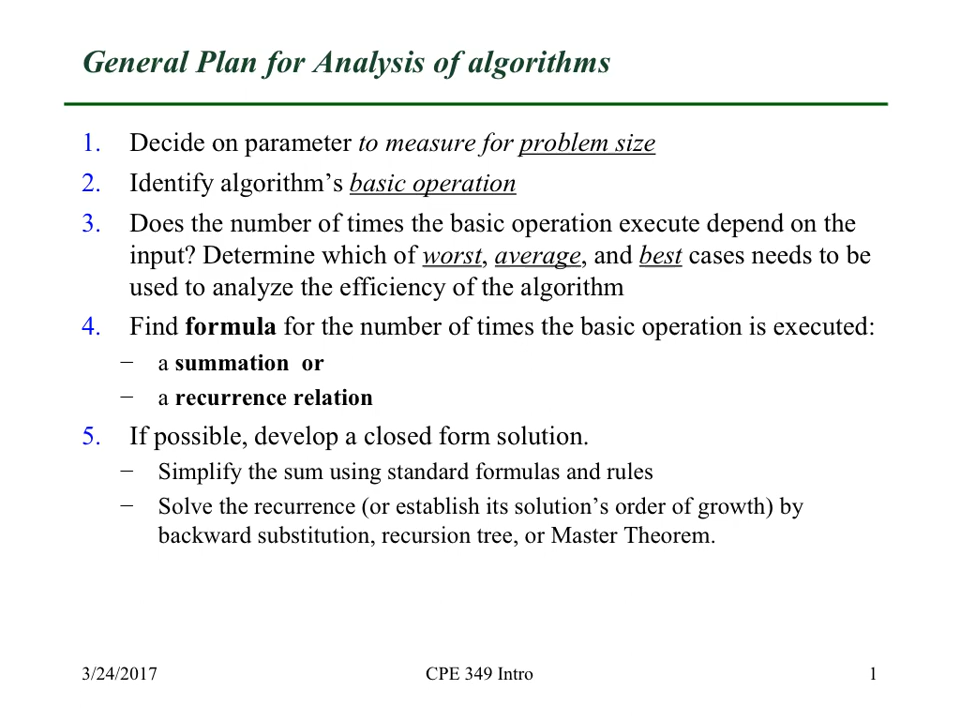 General Plan for Analysis of algorithms
1. Decide on parameter to measure for problem size
2. Identify algorithm’s basic operation
3. Does the number of times the basic operation execute depend on the
input? Determine which of worst, average, and best cases needs to be
used to analyze the efficiency of the algorithm
4. Find formula for the number of times the basic operation is executed:
− a summation or
− a recurrence relation
5. If possible, develop a closed form solution.
− Simplify the sum using standard formulas and rules
− Solve the recurrence (or establish its solution’s order of growth) by
backward substitution, recursion tree, or Master Theorem.
3/24/2017 CPE 349 Intro 1